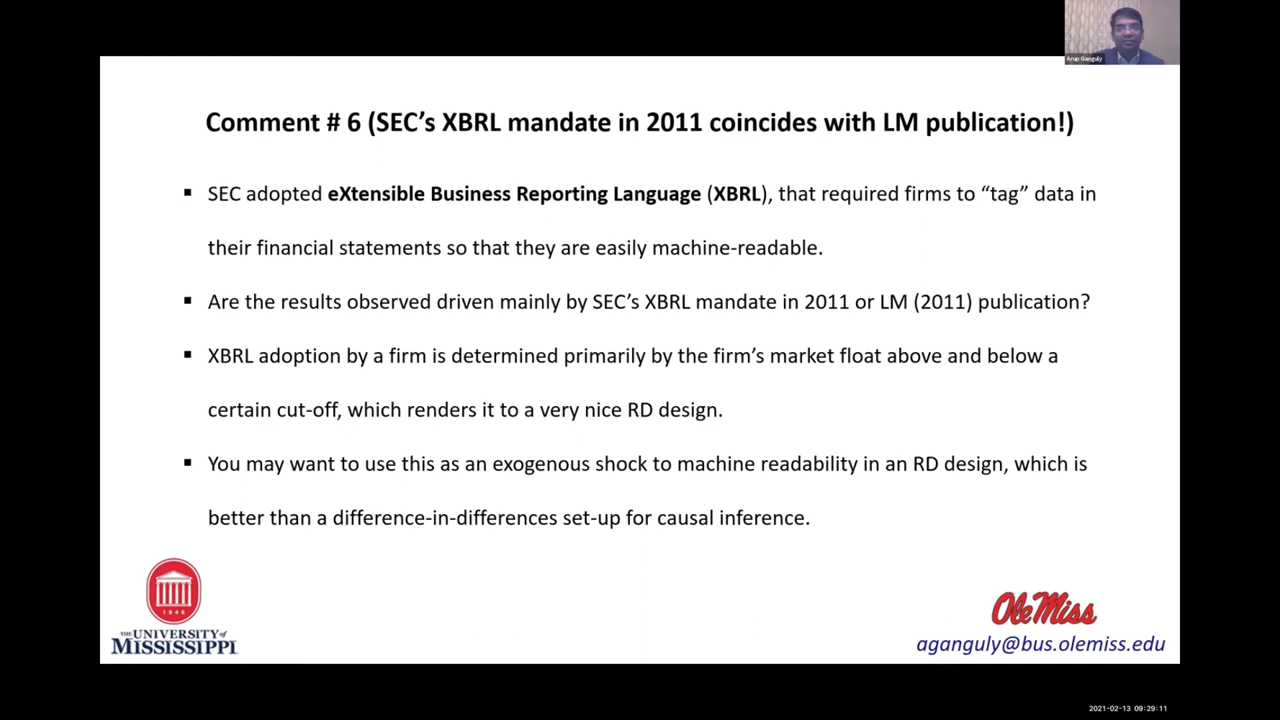 Arup Ganguly
Comment # 6 (SEC’s XBRL mandate in 2011 coincides with LM publication!)
▪ SEC adopted eXtensible Business Reporting Language (XBRL), that required firms to “tag” data in
their financial statements so that they are easily machine-readable.
▪ Are the results observed driven mainly by SEC’s XBRL mandate in 2011 or LM (2011) publication?
▪ XBRL adoption by a firm is determined primarily by the firm’s market float above and below a
certain cut-off, which renders it to a very nice RD design.
▪ You may want to use this as an exogenous shock to machine readability in an RD design, which is
better than a difference-in-differences set-up for causal inference.
1848
THE UNIVERSITY of
MISSISSIPPI
Ole Miss
aganguly@bus.olemiss.edu
2021-02-13 09:29:11